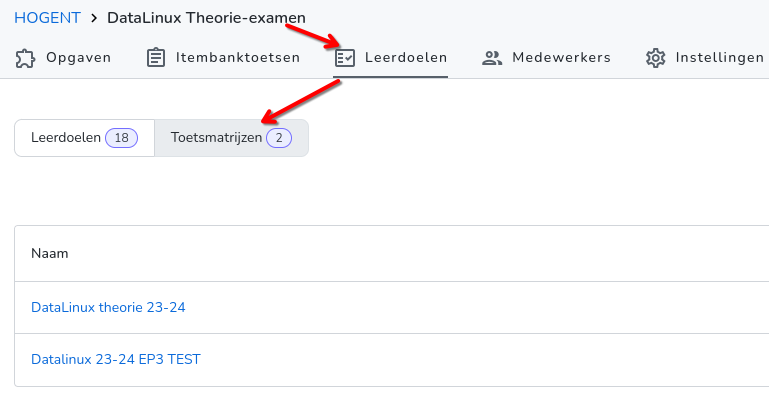 HOGENT > DataLinux Theorie-examen
Opgaven Itembanktoetsen Leerdoelen Medewerkers Instellingen
Leerdoelen 18 Toetsmatrijzen 2
Naam
DataLinux theorie 23-24
Datalinux 23-24 EP3 TEST